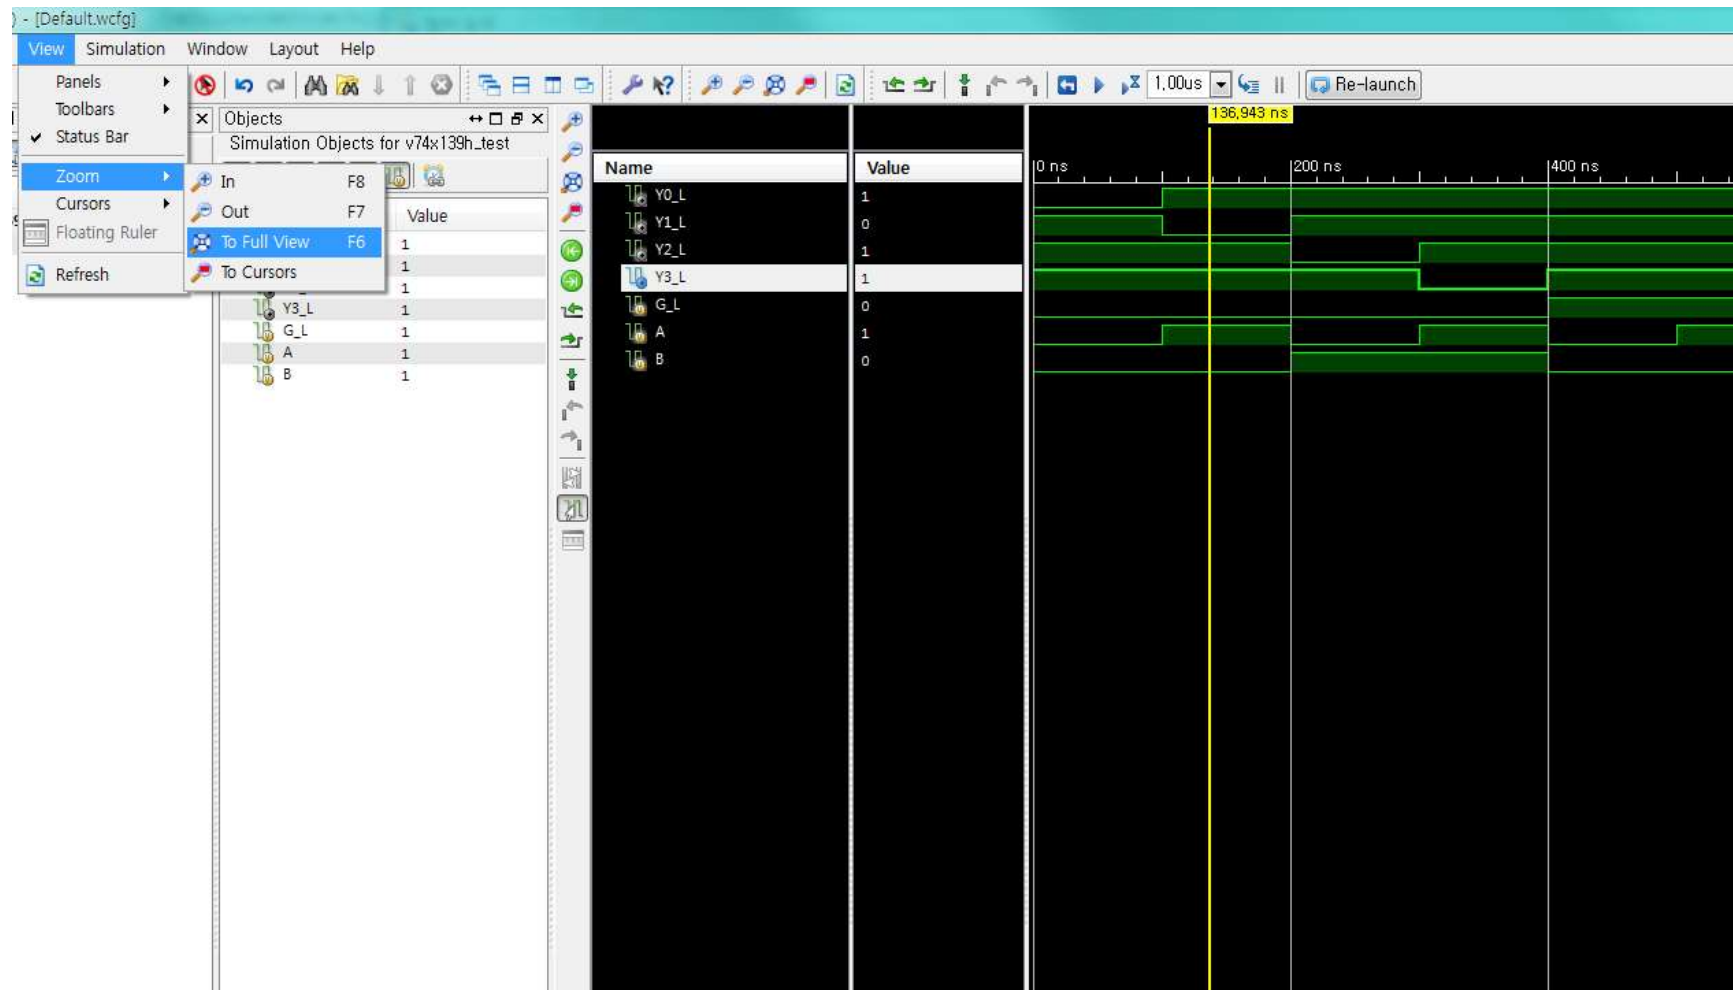 ) - [Default.wcfg]
View Simulation Window Layout Help
Panels
Toolbars
Status Bar
Zoom
Cursors
Floating Ruler
Refresh
In F8
Out F7
To Full View F6
To Cursors
1,00us
Re-launch
Objects
Simulation Objects for v74x139h_test
Value
1
1
1
Y3_L 1
G_L 1
A 1
B 1
Name Value
Y0_L 1
Y1_L 0
Y2_L 1
Y3_L 1
G_L 0
A 1
B 0
136,943 ns
0 ns 200 ns 400 ns